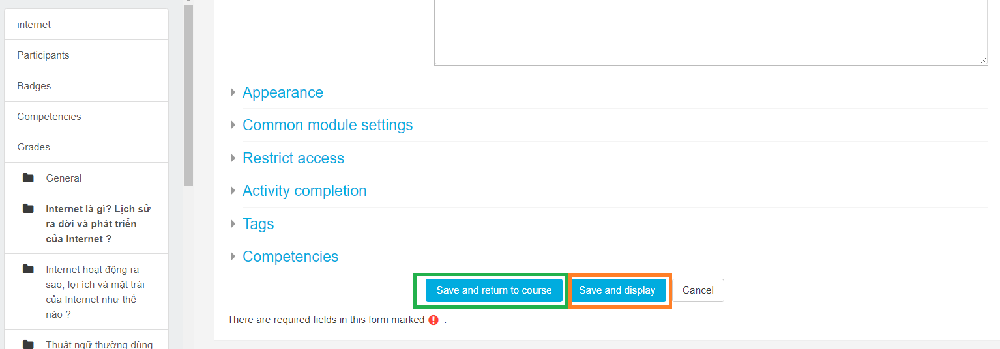 internet
Participants
Badges
Competencies
Grades
General
Internet là gì? Lịch sử
ra đời và phát triển
của Internet ?
Internet hoạt động ra
sao, lợi ích và mặt trái
của Internet như thế
nào ?
Thuật ngữ thường dùng
Appearance
Common module settings
Restrict access
Activity completion
Tags
Competencies
Save and return to course
Save and display
Cancel
There are required fields in this form marked .